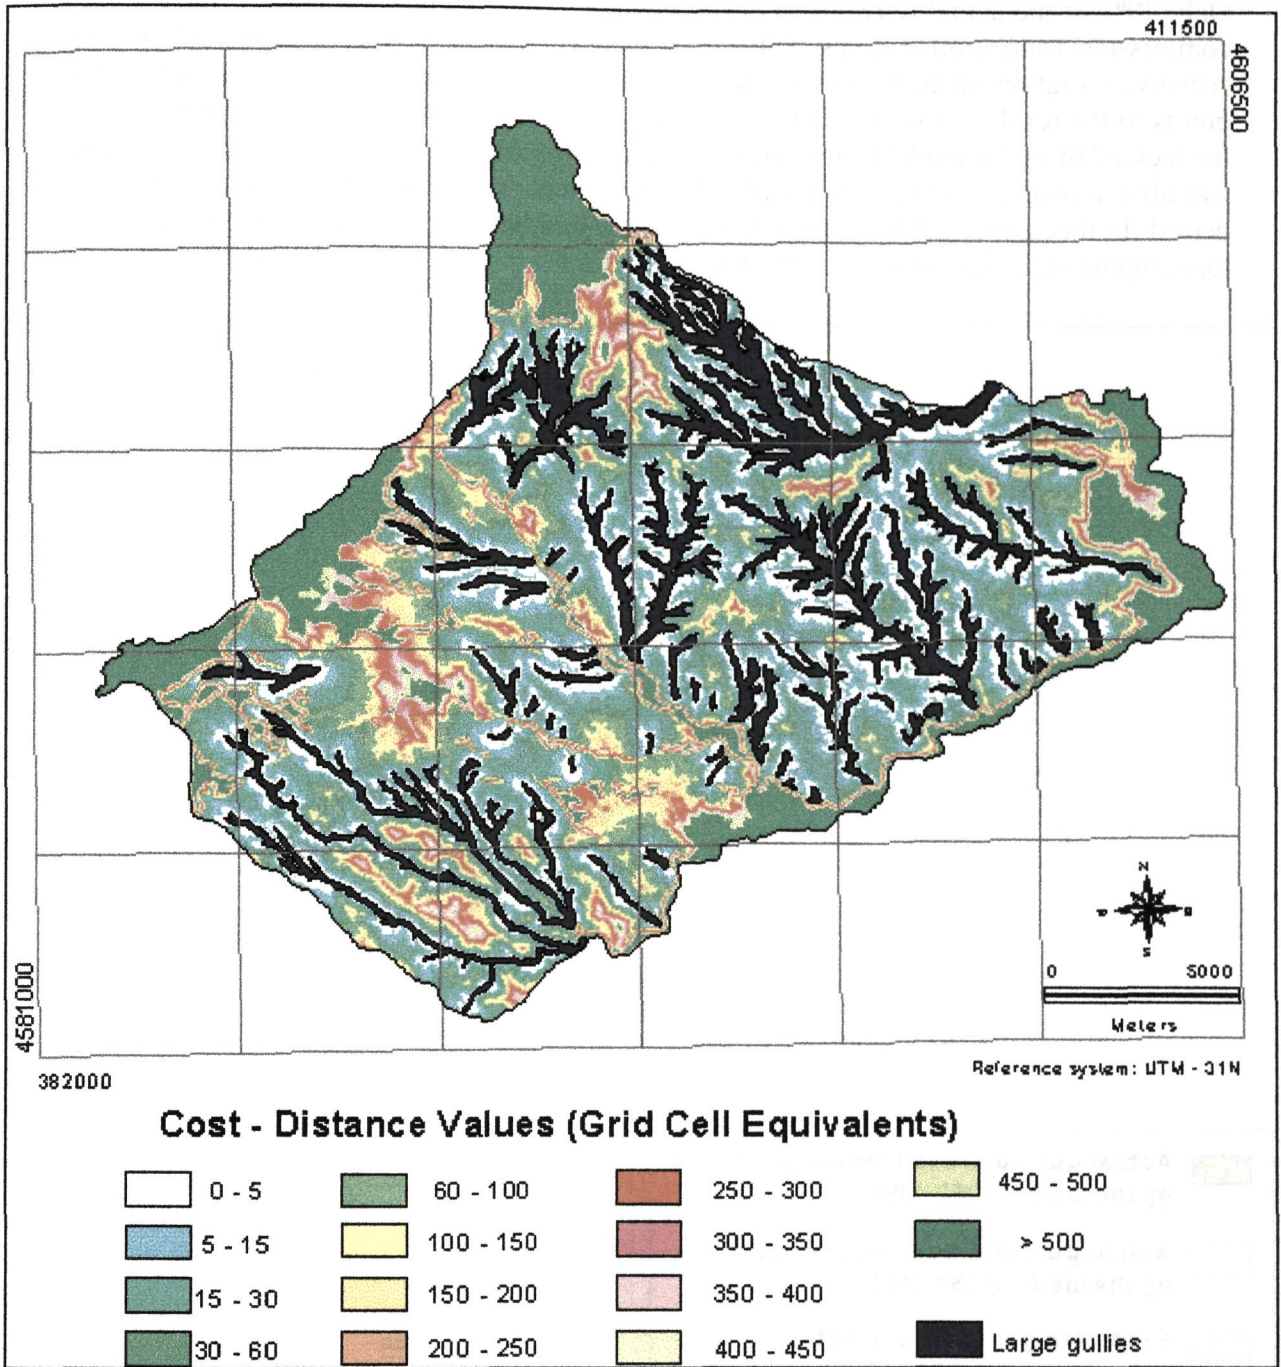 411500
4606500
4581000
382000
N
S
0 5000
Meters
Reference system: UTM - 31N
Cost - Distance Values (Grid Cell Equivalents)
0 - 5
5 - 15
15 - 30
30 - 60
60 - 100
100 - 150
150 - 200
200 - 250
250 - 300
300 - 350
350 - 400
400 - 450
450 - 500
> 500
Large gullies